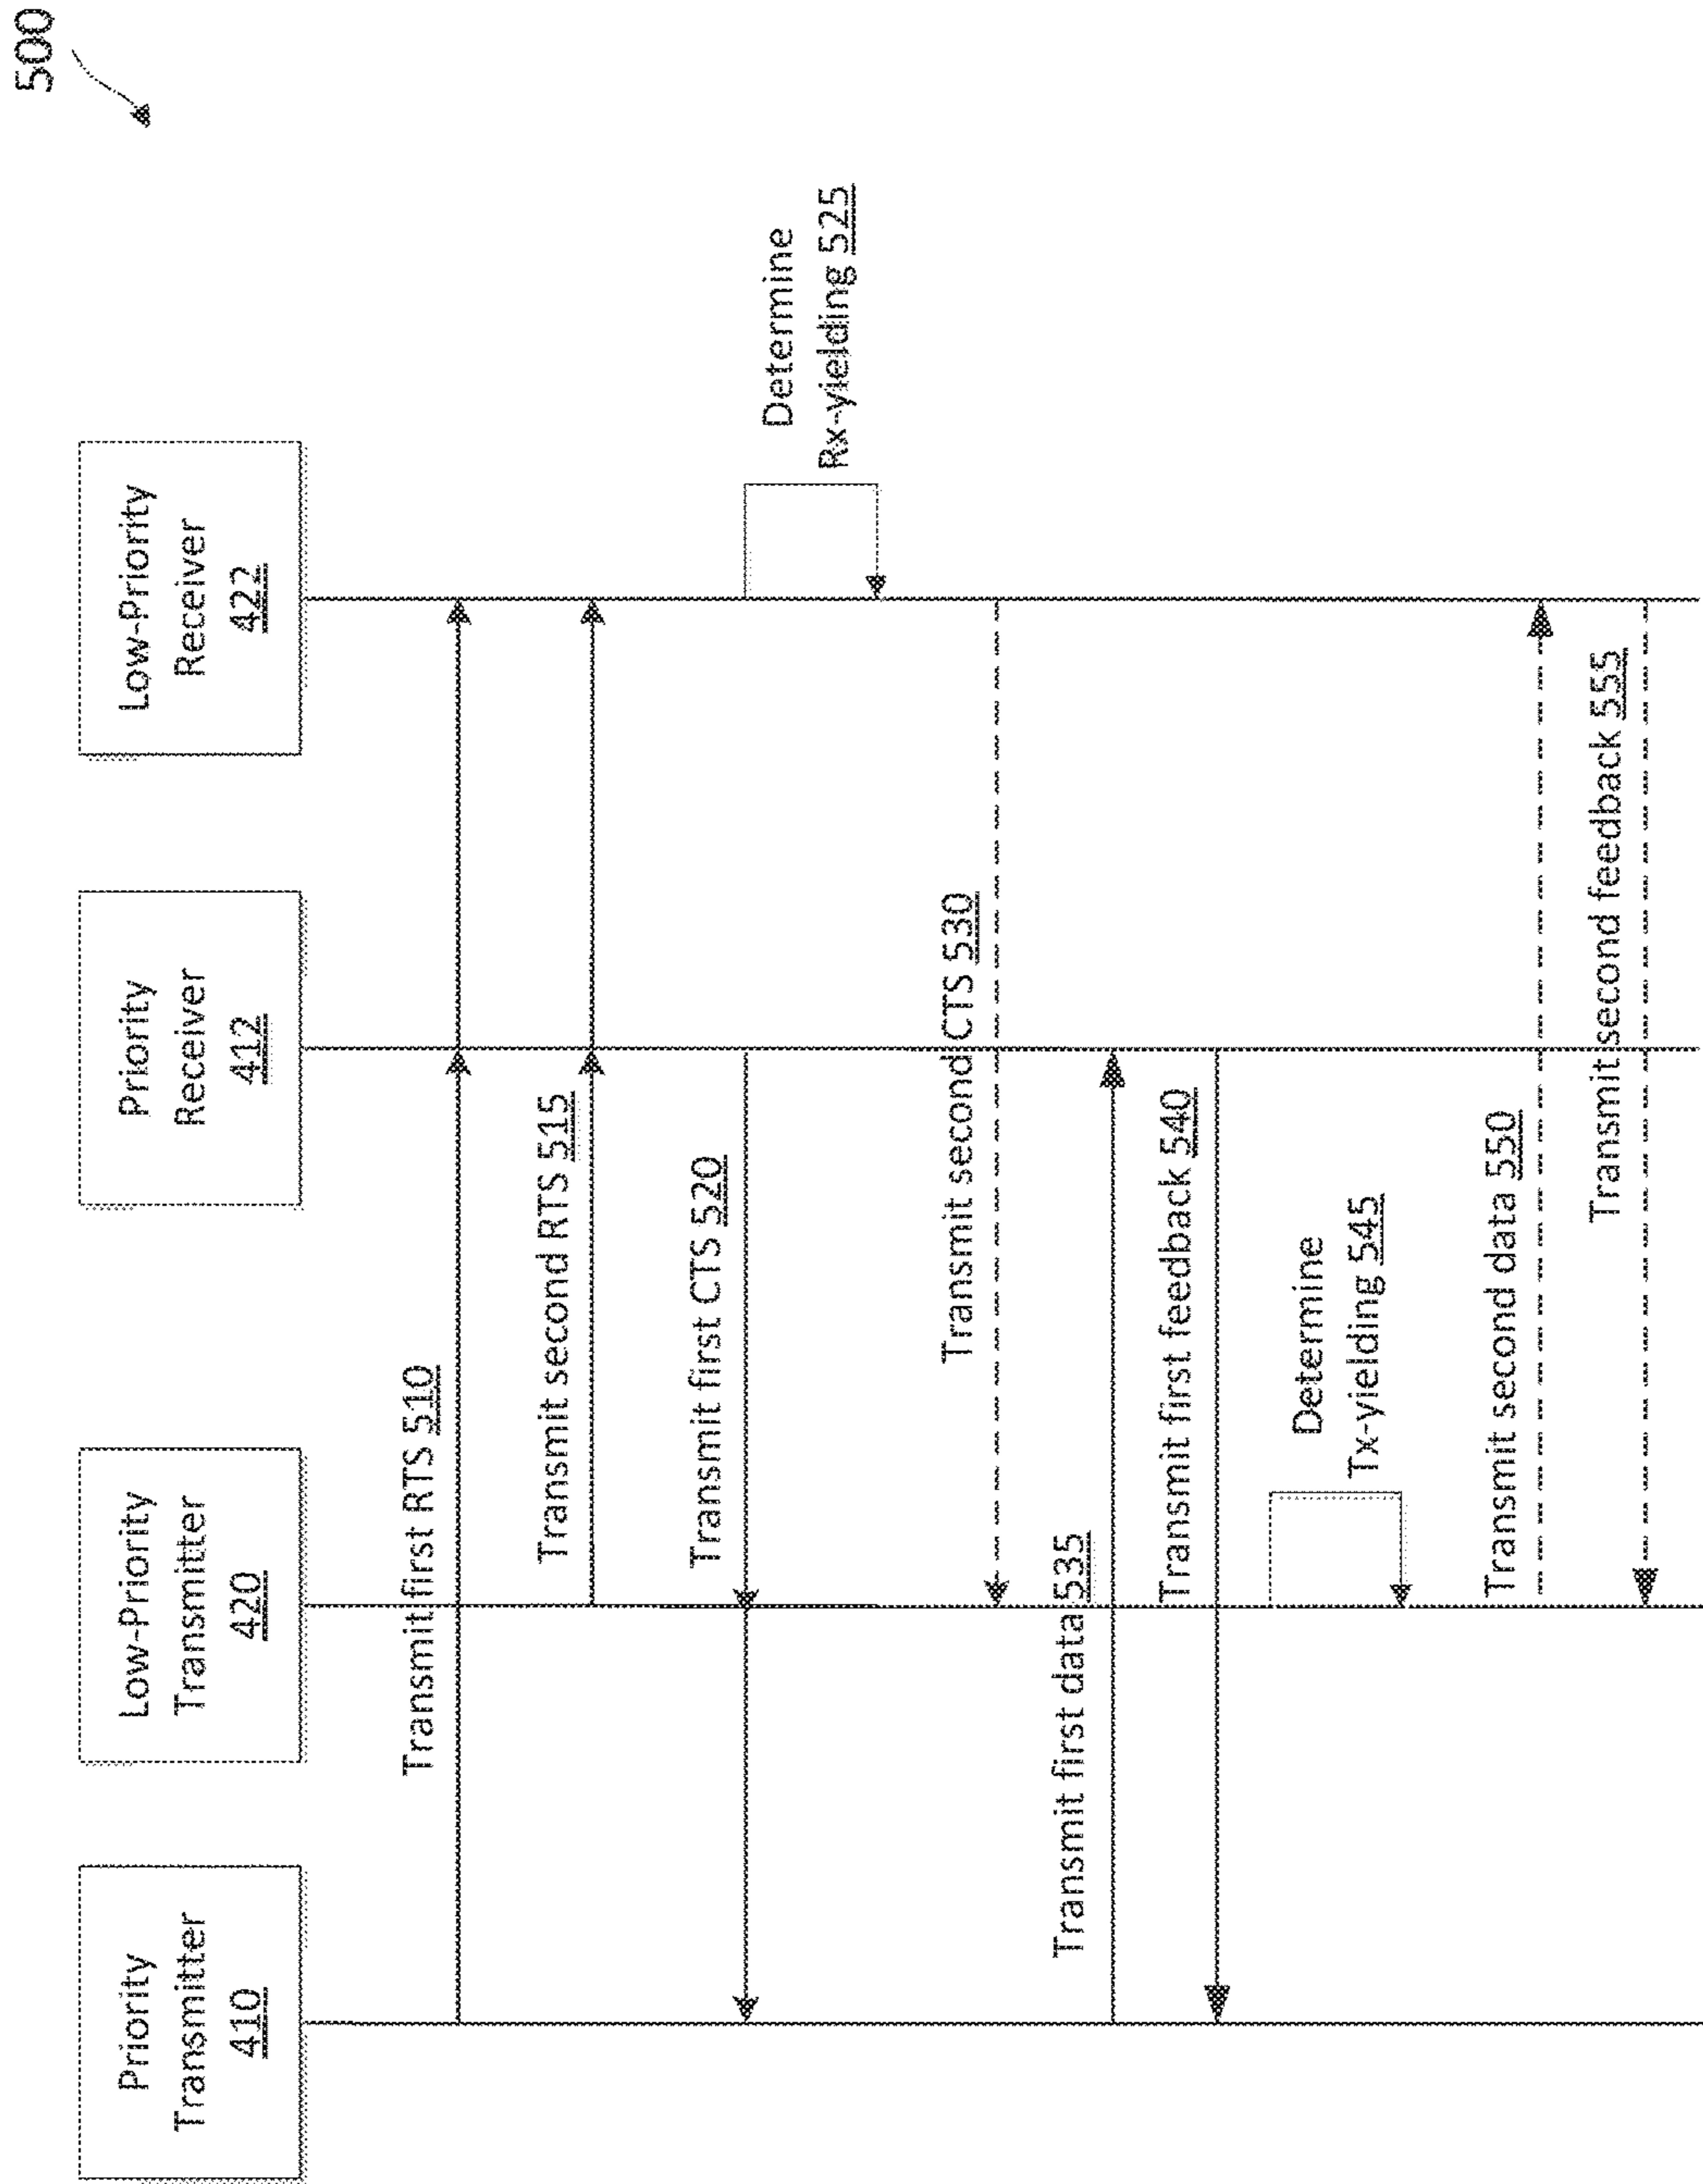 500
Priority
Transmitter
410
Low-Priority
Transmitter
420
Priority
Receiver
412
Low-Priority
Receiver
422
Transmit first RTS 510
Transmit second RTS 515
Transmit first CTS 520
Determine
Rx-yielding 525
Transmit second CTS 530
Transmit first data 535
Transmit first feedback 540
Determine
Tx-yielding 545
Transmit second data 550
Transmit second feedback 555